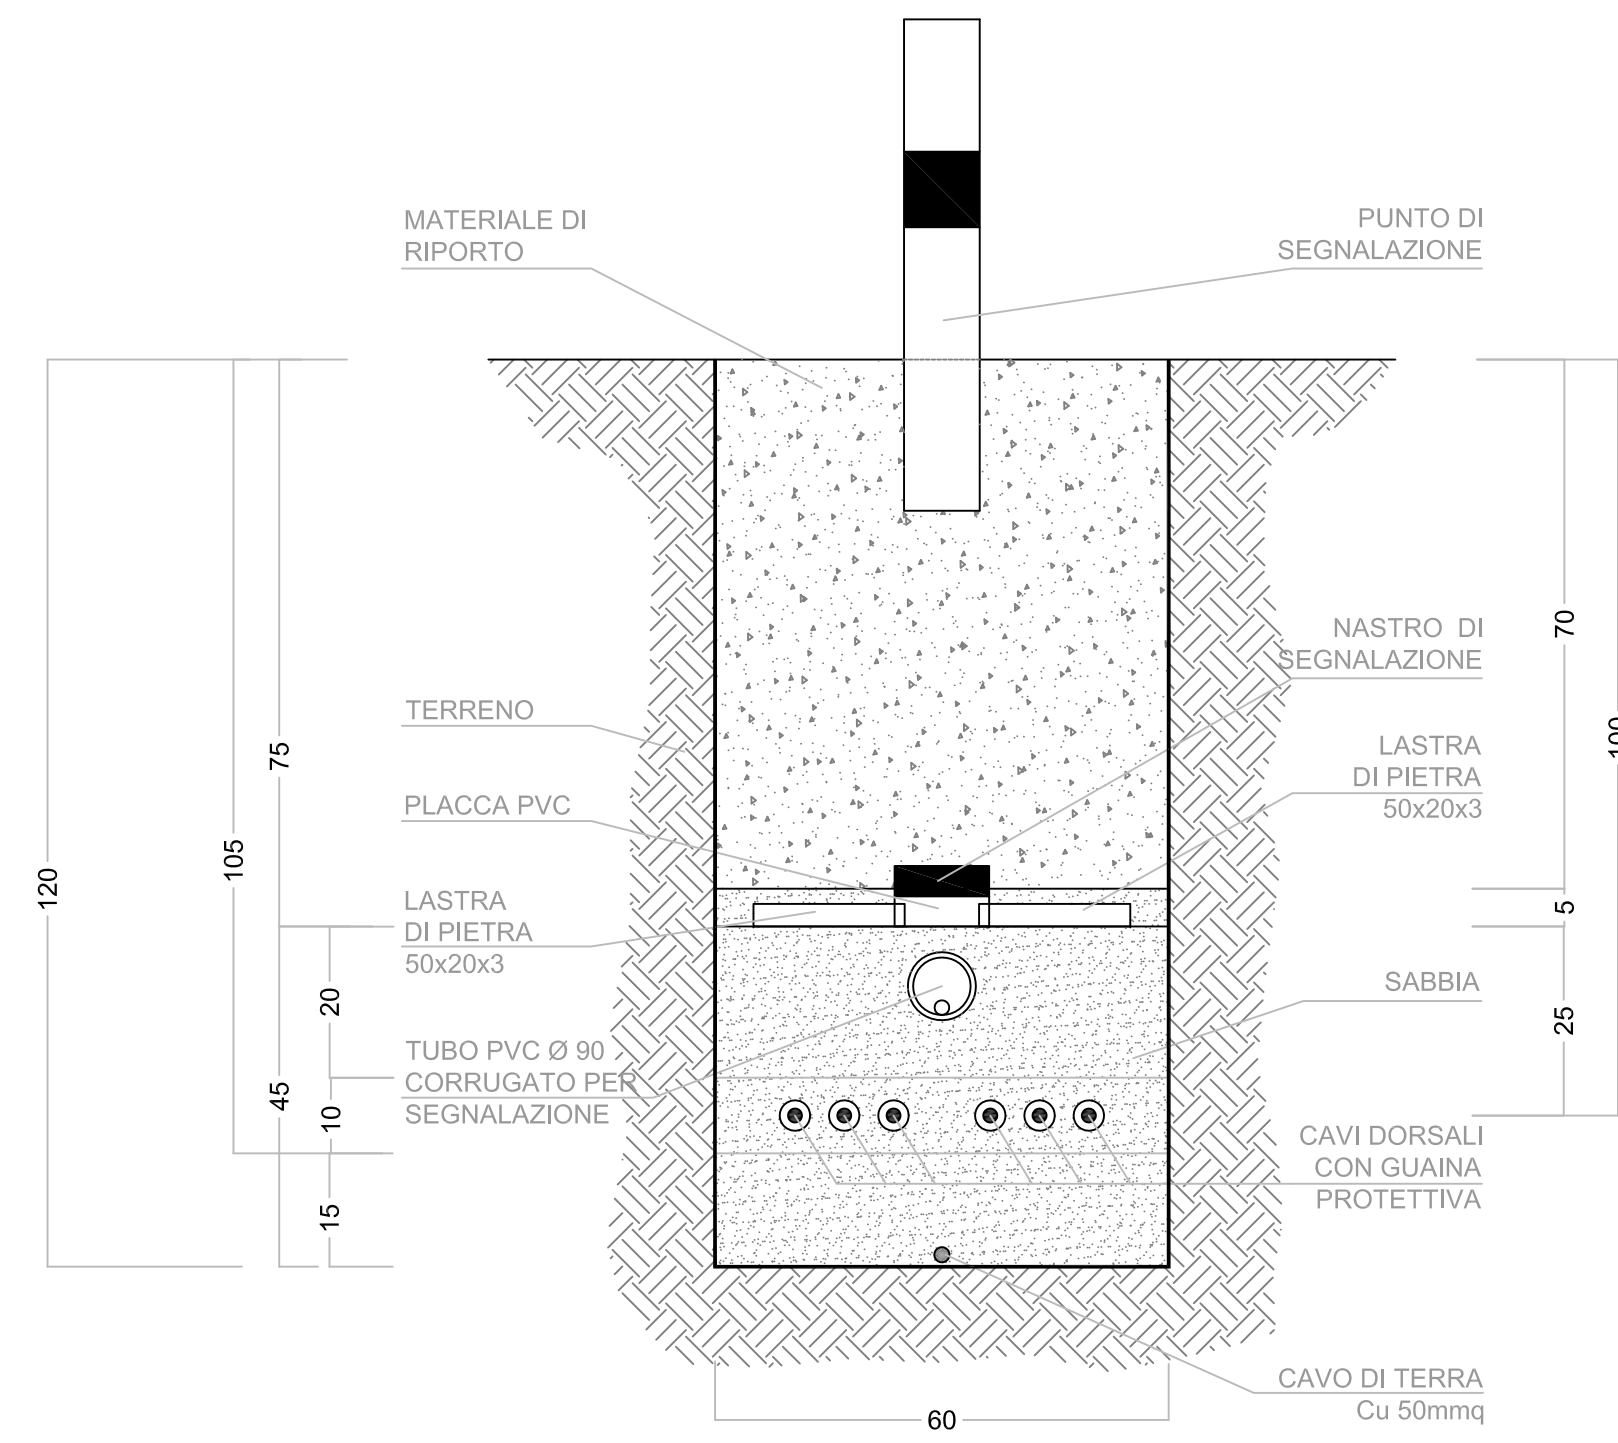 MATERIALE DI
RIPORTO
PUNTO DI
SEGNALAZIONE
NASTRO DI
SEGNALAZIONE
70
TERRENO
75
LASTRA
DI PIETRA
50x20x3
100
PLACCA PVC
105
120
LASTRA
DI PIETRA
50x20x3
5
SABBIA
20
25
TUBO PVC Ø 90
CORRUGATO PER
SEGNALAZIONE
45
10
CAVI DORSALI
CON GUAINA
PROTETTIVA
15
CAVO DI TERRA
Cu 50mmq
60